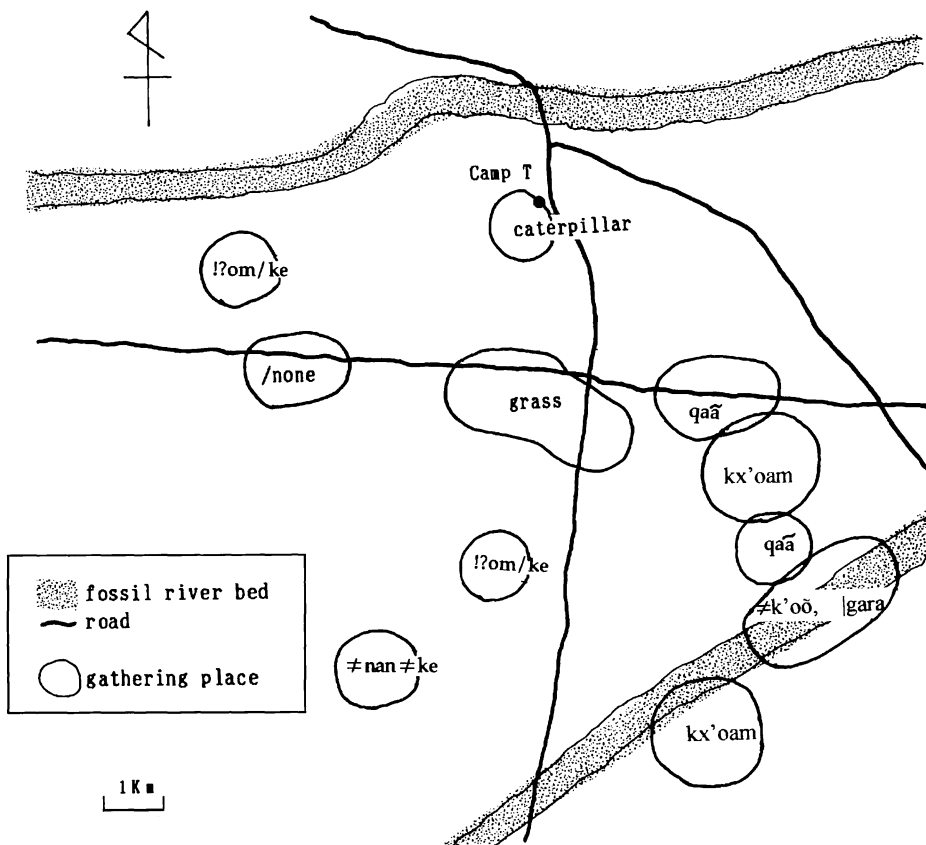 Camp T
caterpillar
!?om/ke
/none
grass
qaã
kx'oam
qaã
!?om/ke
≠k'oõ, |gara
≠nan≠ke
kx'oam
fossil river bed
road
gathering place
1Km